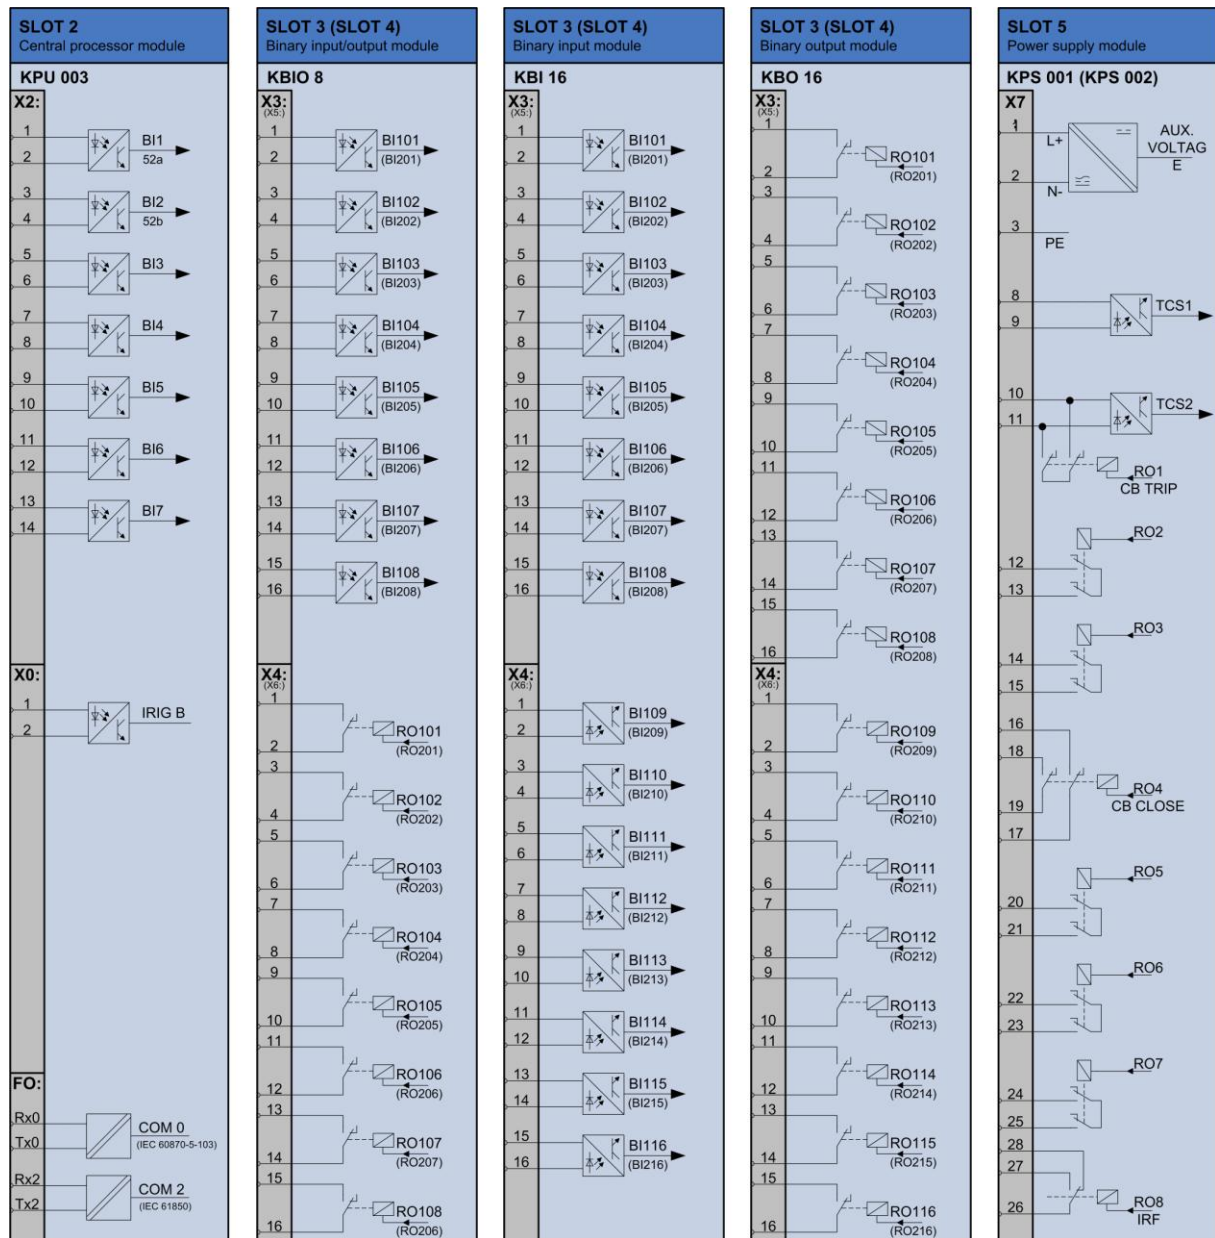 SLOT 2
Central processor module
KPU 003
X2:
1
BI1
2
52a
3
BI2
4
52b
5
BI3
6
7
BI4
8
9
BI5
10
11
BI6
12
13
BI7
14
X0:
1
IRIG B
2
FO:
Rx0
COM 0
Tx0
(IEC 60870-5-103)
Rx2
COM 2
Tx2
(IEC 61850)
SLOT 3 (SLOT 4)
Binary input/output module
KBIO 8
X3:
(X5:)
1
BI101
2
(BI201)
3
BI102
4
(BI202)
5
BI103
6
(BI203)
7
BI104
8
(BI204)
9
BI105
10
(BI205)
11
BI106
12
(BI206)
13
BI107
14
(BI207)
15
BI108
16
(BI208)
X4:
(X6:)
1
RO101
2
(RO201)
3
RO102
4
(RO202)
5
RO103
6
(RO203)
7
RO104
8
(RO204)
9
RO105
10
(RO205)
11
RO106
12
(RO206)
13
RO107
14
(RO207)
15
RO108
16
(RO206)
SLOT 3 (SLOT 4)
Binary input module
KBI 16
X3:
(X5:)
1
BI101
2
(BI201)
3
BI102
4
(BI202)
5
BI103
6
(BI203)
7
BI104
8
(BI204)
9
BI105
10
(BI205)
11
BI106
12
(BI206)
13
BI107
14
(BI207)
15
BI108
16
(BI208)
X4:
(X6:)
1
BI109
2
(BI209)
3
BI110
4
(BI210)
5
BI111
6
(BI211)
7
BI112
8
(BI212)
9
BI113
10
(BI213)
11
BI114
12
(BI214)
13
BI115
14
(BI215)
15
BI116
16
(BI216)
SLOT 3 (SLOT 4)
Binary output module
KBO 16
X3:
(X5:)
1
RO101
2
(RO201)
3
RO102
4
(RO202)
5
RO103
6
(RO203)
7
RO104
8
(RO204)
9
RO105
10
(RO205)
11
RO106
12
(RO206)
13
RO107
14
(RO207)
15
RO108
16
(RO208)
X4:
(X6:)
1
RO109
2
(RO209)
3
RO110
4
(RO210)
5
RO111
6
(RO211)
7
RO112
8
(RO212)
9
RO113
10
(RO213)
11
RO114
12
(RO214)
13
RO115
14
(RO215)
15
RO116
16
(RO216)
SLOT 5
Power supply module
KPS 001 (KPS 002)
X7
1
L+
AUX.
VOLTAG
E
2
N-
3
PE
8
TCS1
9
10
TCS2
11
RO1
CB TRIP
RO2
12
13
RO3
14
15
16
18
RO4
19
CB CLOSE
17
RO5
20
21
RO6
22
23
RO7
24
25
28
27
RO8
26
IRF